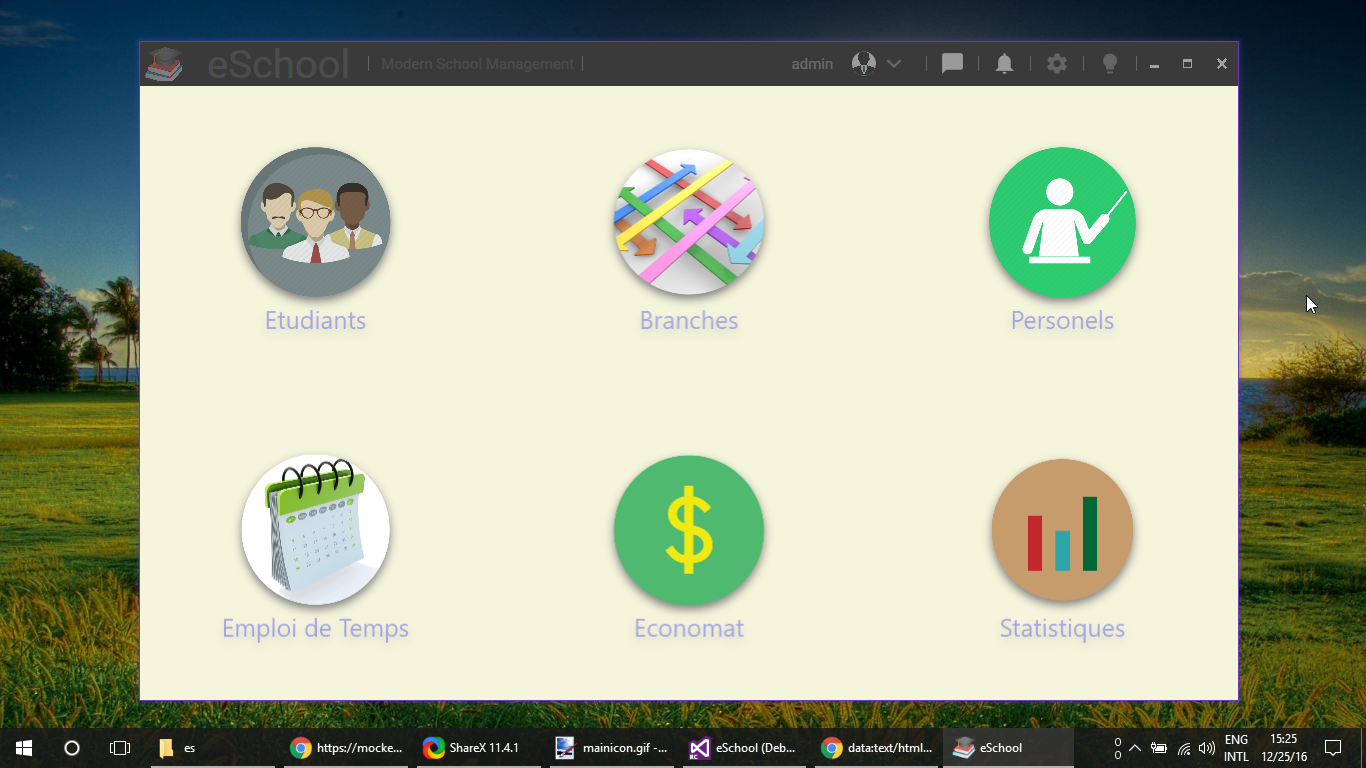 eSchool
Modern School Management
admin
Etudiants
Branches
Personels
Emploi de Temps
Economat
Statistiques
es
https://mocke...
ShareX 11.4.1
mainicon.gif -...
eSchool (Deb...
data:text/html...
eSchool
0
0
ENG
INTL
15:25
12/25/16